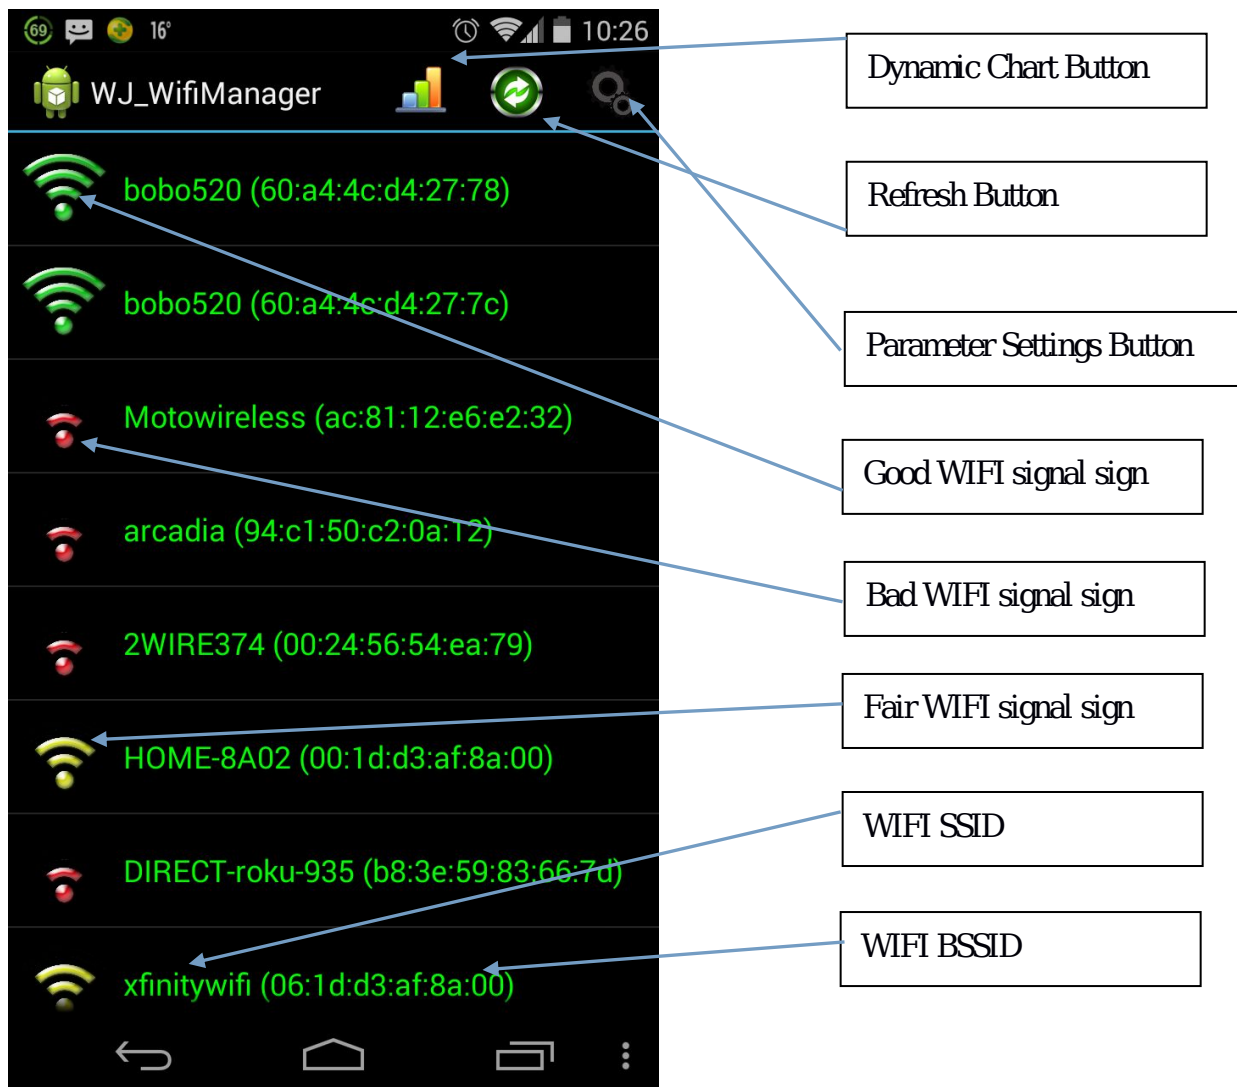 69 16° 10:26
WJ_WifiManager
bobo520 (60:a4:4c:d4:27:78)
bobo520 (60:a4:4c:d4:27:7c)
Motowireless (ac:81:12:e6:e2:32)
arcadia (94:c1:50:c2:0a:12)
2WIRE374 (00:24:56:54:ea:79)
HOME-8A02 (00:1d:d3:af:8a:00)
DIRECT-roku-935 (b8:3e:59:83:66:7d)
xfinitywifi (06:1d:d3:af:8a:00)
Dynamic Chart Button
Refresh Button
Parameter Settings Button
Good WIFI signal sign
Bad WIFI signal sign
Fair WIFI signal sign
WIFI SSID
WIFI BSSID